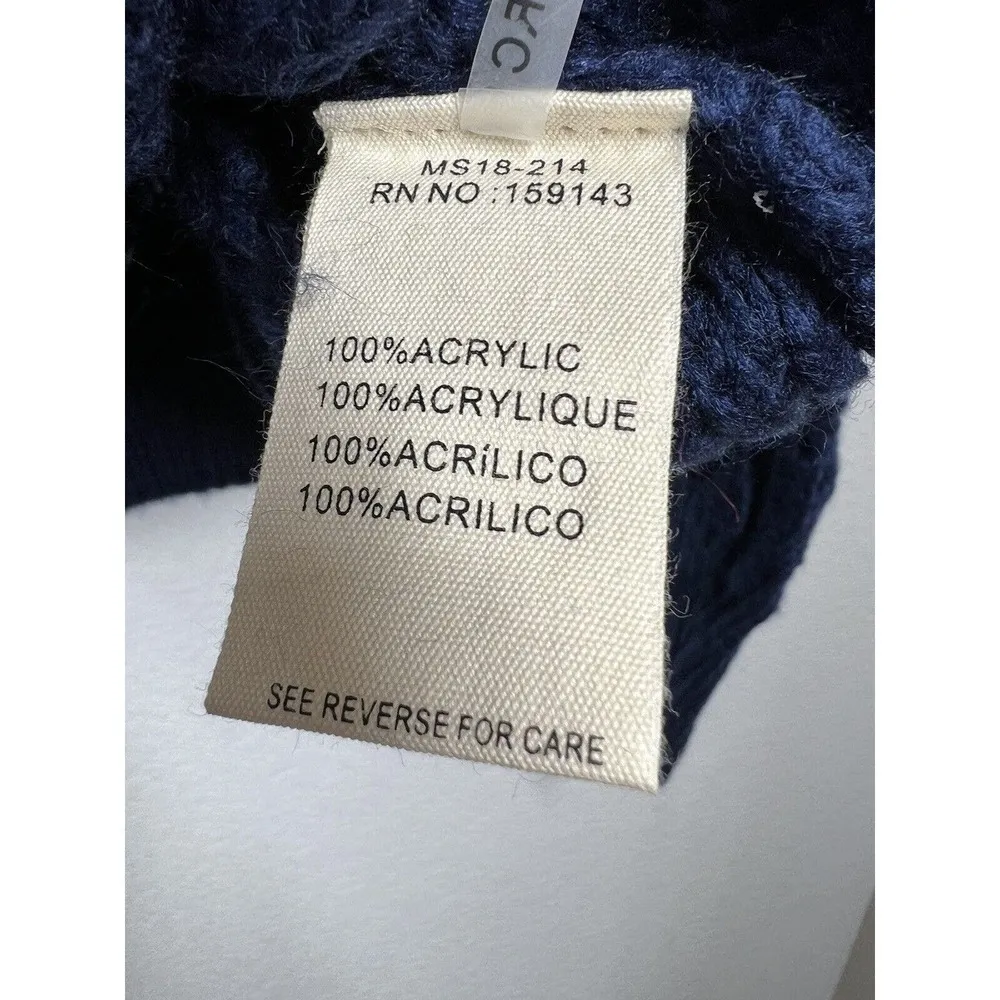 MS18-214
RN NO :159143
100%ACRYLIC
100%ACRYLIQUE
100%ACRíLICO
100%ACRILICO
SEE REVERSE FOR CARE